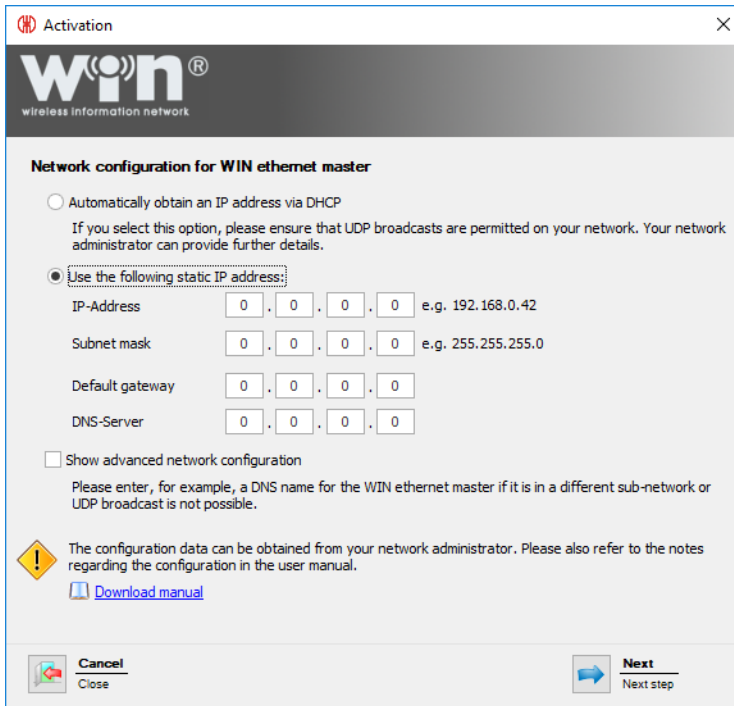 Activation
WIN®
wireless information network
Network configuration for WIN ethernet master
Automatically obtain an IP address via DHCP
If you select this option, please ensure that UDP broadcasts are permitted on your network. Your network
administrator can provide further details.
Use the following static IP address:
IP-Address 0 . 0 . 0 . 0 e.g. 192.168.0.42
Subnet mask 0 . 0 . 0 . 0 e.g. 255.255.255.0
Default gateway 0 . 0 . 0 . 0
DNS-Server 0 . 0 . 0 . 0
Show advanced network configuration
Please enter, for example, a DNS name for the WIN ethernet master if it is in a different sub-network or
UDP broadcast is not possible.
The configuration data can be obtained from your network administrator. Please also refer to the notes
regarding the configuration in the user manual.
Download manual
Cancel
Close
Next
Next step